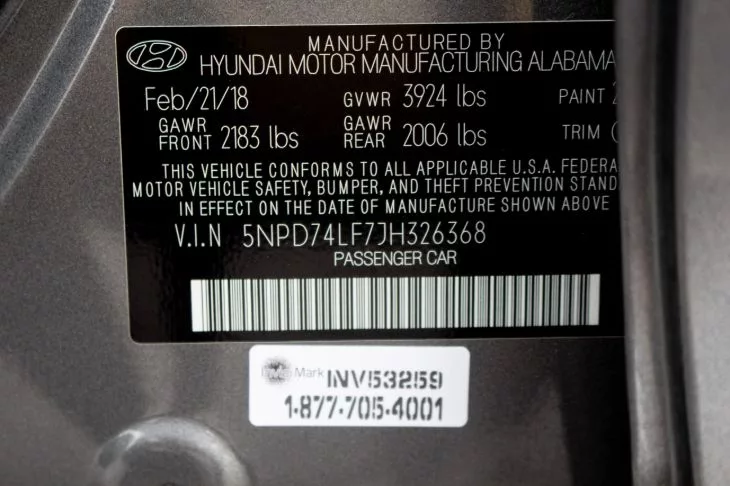 MANUFACTURED BY
HYUNDAI MOTOR MANUFACTURING ALABAMA
Feb/21/18 GVWR 3924 lbs PAINT
GAWR FRONT 2183 lbs GAWR REAR 2006 lbs TRIM
THIS VEHICLE CONFORMS TO ALL APPLICABLE U.S.A. FEDERA
MOTOR VEHICLE SAFETY, BUMPER, AND THEFT PREVENTION STAND
IN EFFECT ON THE DATE OF MANUFACTURE SHOWN ABOVE
V.I.N 5NPD74LF7JH326368
PASSENGER CAR
Mark INV53259
1-877-705-4001